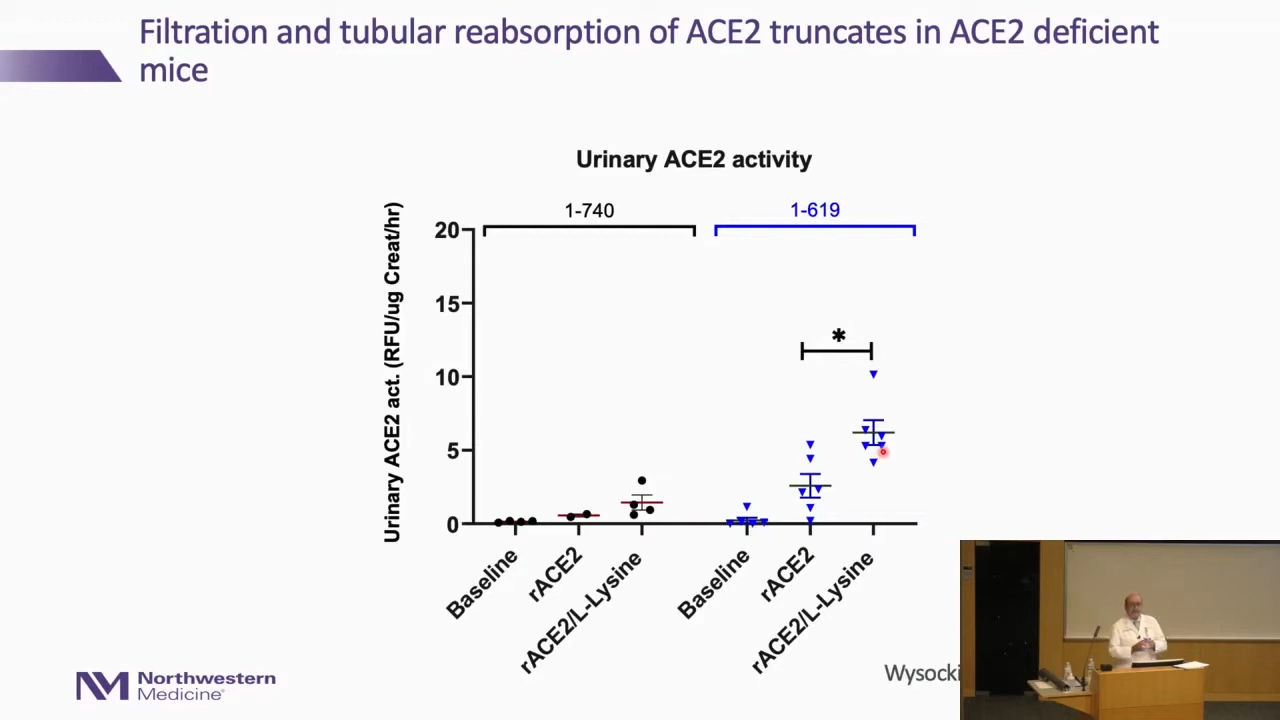 Filtration and tubular reabsorption of ACE2 truncates in ACE2 deficient
mice
Urinary ACE2 activity
1-740
1-619
Urinary ACE2 act. (RFU/ug Creat/hr)
20
15
10
5
0
*
Baseline
rACE2
rACE2/L-Lysine
Baseline
rACE2
rACE2/L-Lysine
Northwestern
Medicine®
Wysocki